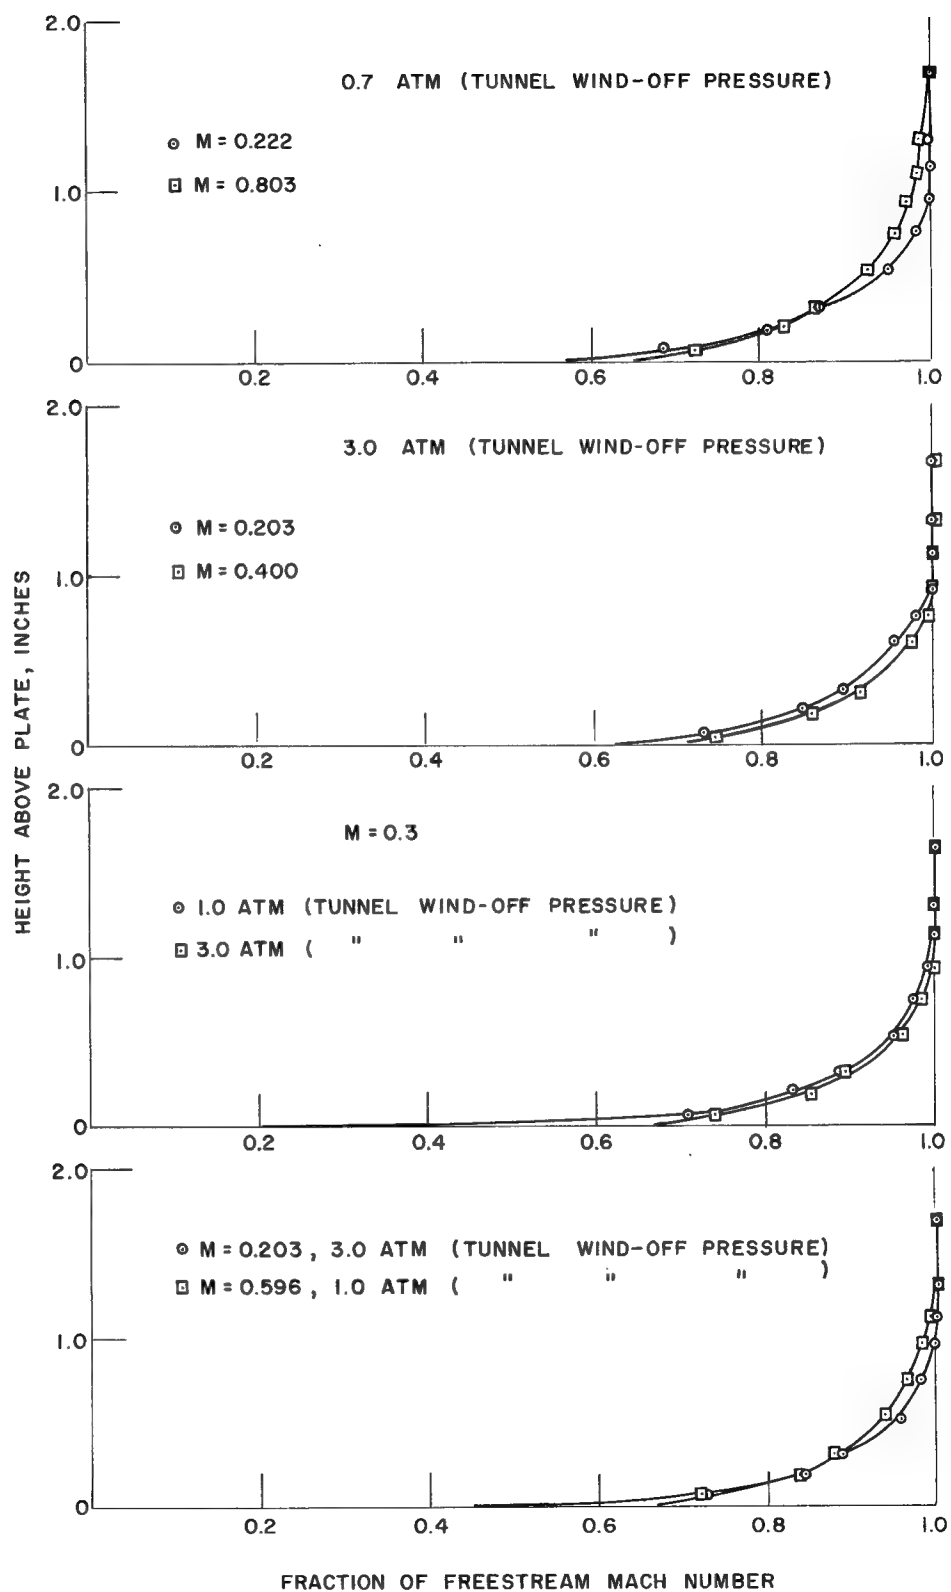 2.0
0.7 ATM (TUNNEL WIND-OFF PRESSURE)
⊙ M = 0.222
⊡ M = 0.803
1.0
0
0.2 0.4 0.6 0.8 1.0
2.0
3.0 ATM (TUNNEL WIND-OFF PRESSURE)
⊙ M = 0.203
⊡ M = 0.400
1.0
0
0.2 0.4 0.6 0.8 1.0
HEIGHT ABOVE PLATE, INCHES
2.0
M = 0.3
⊙ 1.0 ATM (TUNNEL WIND-OFF PRESSURE)
⊡ 3.0 ATM ( " " " )
1.0
0
0.2 0.4 0.6 0.8 1.0
2.0
⊙ M = 0.203, 3.0 ATM (TUNNEL WIND-OFF PRESSURE)
⊡ M = 0.596, 1.0 ATM ( " " " )
1.0
0
0.2 0.4 0.6 0.8 1.0
FRACTION OF FREESTREAM MACH NUMBER